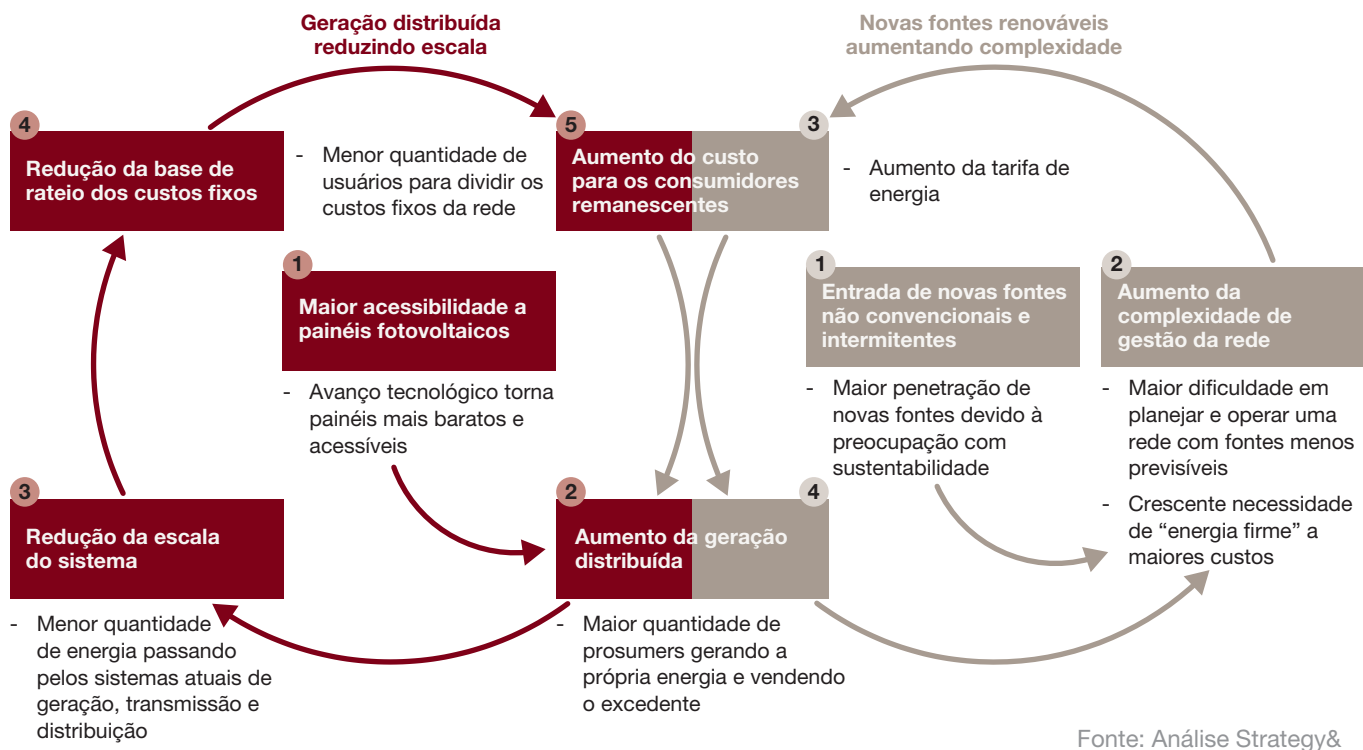 Geração distribuída
reduzindo escala
Novas fontes renováveis
aumentando complexidade
4
Redução da base de
rateio dos custos fixos
- Menor quantidade de
usuários para dividir os
custos fixos da rede
5
Aumento do custo
para os consumidores
remanescentes
3
- Aumento da tarifa de
energia
1
Maior acessibilidade a
painéis fotovoltaicos
- Avanço tecnológico torna
painéis mais baratos e
acessíveis
1
Entrada de novas fontes
não convencionais e
intermitentes
- Maior penetração de
novas fontes devido à
preocupação com
sustentabilidade
2
Aumento da
complexidade de
gestão da rede
- Maior dificuldade em
planejar e operar uma
rede com fontes menos
previsíveis
- Crescente necessidade
de “energia firme” a
maiores custos
3
Redução da escala
do sistema
- Menor quantidade
de energia passando
pelos sistemas atuais de
geração, transmissão e
distribuição
2
Aumento da geração
distribuída
4
- Maior quantidade de
prosumers gerando a
própria energia e vendendo
o excedente
Fonte: Análise Strategy&